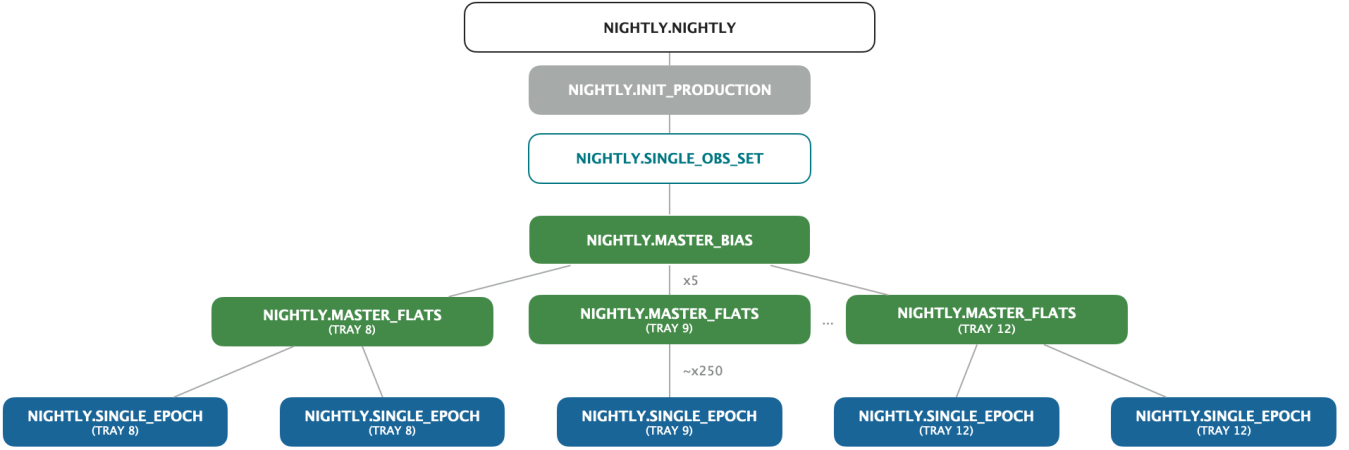 NIGHTLY.NIGHTLY
NIGHTLY.INIT_PRODUCTION
NIGHTLY.SINGLE_OBS_SET
NIGHTLY.MASTER_BIAS
x5
NIGHTLY.MASTER_FLATS
(TRAY 8)
NIGHTLY.MASTER_FLATS
(TRAY 9)
...
NIGHTLY.MASTER_FLATS
(TRAY 12)
~x250
NIGHTLY.SINGLE_EPOCH
(TRAY 8)
NIGHTLY.SINGLE_EPOCH
(TRAY 8)
NIGHTLY.SINGLE_EPOCH
(TRAY 9)
NIGHTLY.SINGLE_EPOCH
(TRAY 12)
NIGHTLY.SINGLE_EPOCH
(TRAY 12)